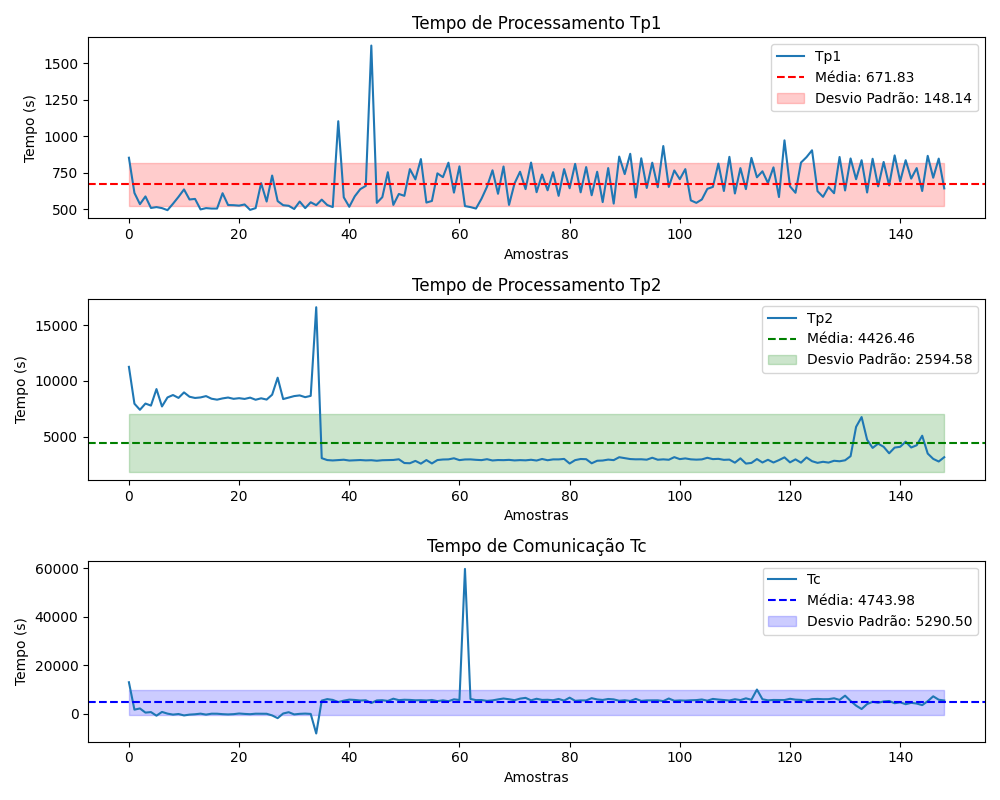 Tempo de Processamento Tp1
Tempo (s)
1500
1250
1000
750
500
Tp1
Média: 671.83
Desvio Padrão: 148.14
0 20 40 60 80 100 120 140
Amostras
Tempo de Processamento Tp2
Tempo (s)
15000
10000
5000
Tp2
Média: 4426.46
Desvio Padrão: 2594.58
0 20 40 60 80 100 120 140
Amostras
Tempo de Comunicação Tc
Tempo (s)
60000
40000
20000
0
Tc
Média: 4743.98
Desvio Padrão: 5290.50
0 20 40 60 80 100 120 140
Amostras